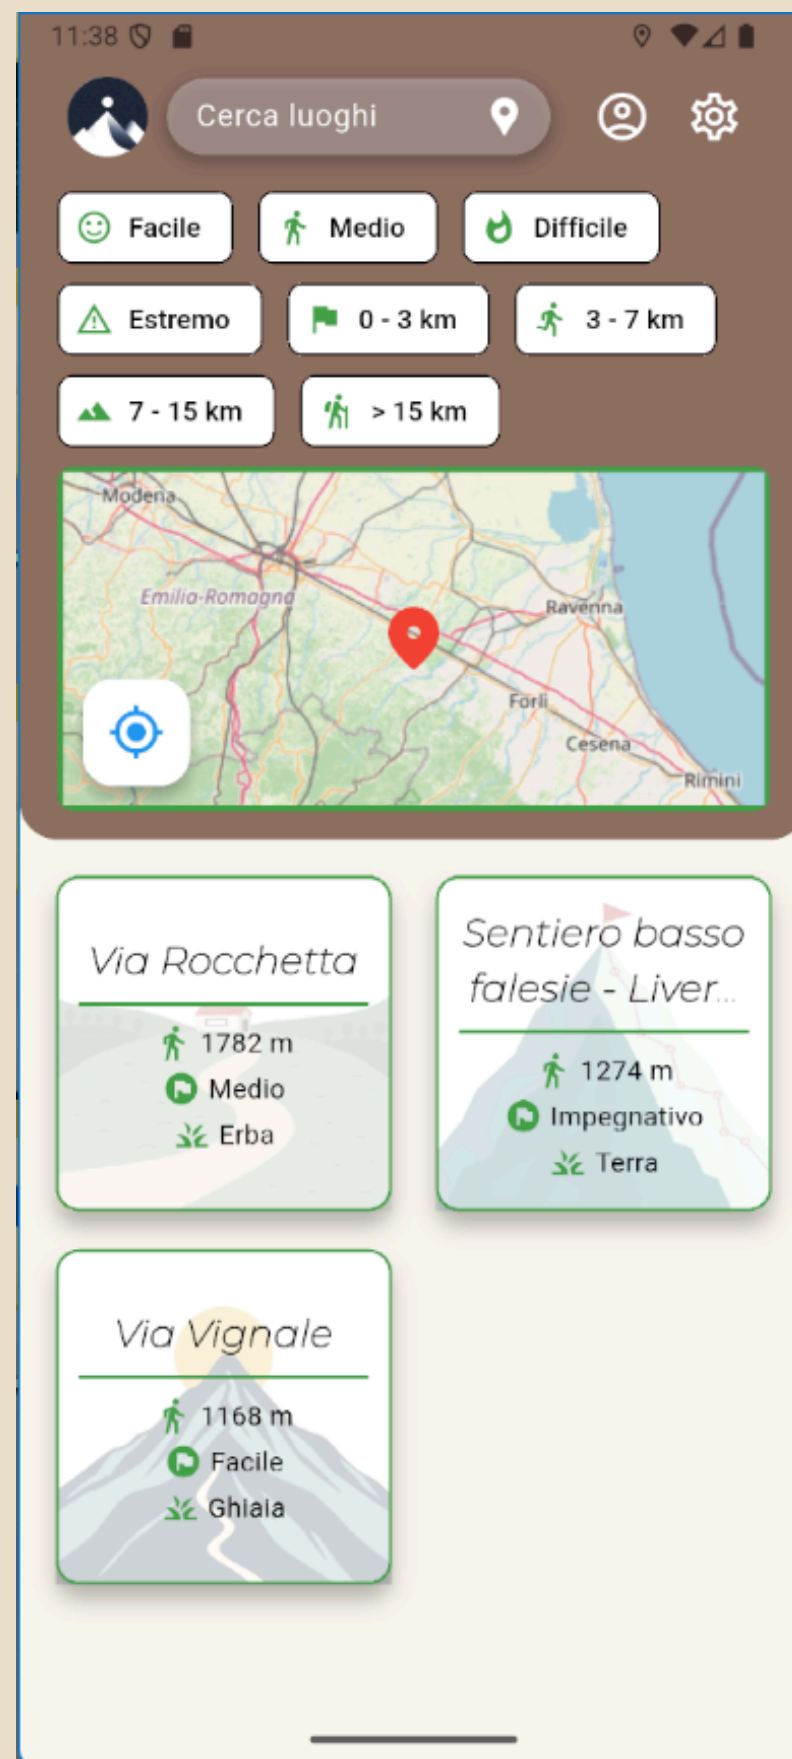 11:38
Cerca luoghi
Facile
Medio
Difficile
Estremo
0 - 3 km
3 - 7 km
7 - 15 km
> 15 km
Modena
Emilia-Romagna
Ravenna
Forlì
Cesena
Rimini
Via Rocchetta
1782 m
Medio
Erba
Sentiero basso
falesie - Liver...
1274 m
Impegnativo
Terra
Via Vignale
1168 m
Facile
Ghiaia